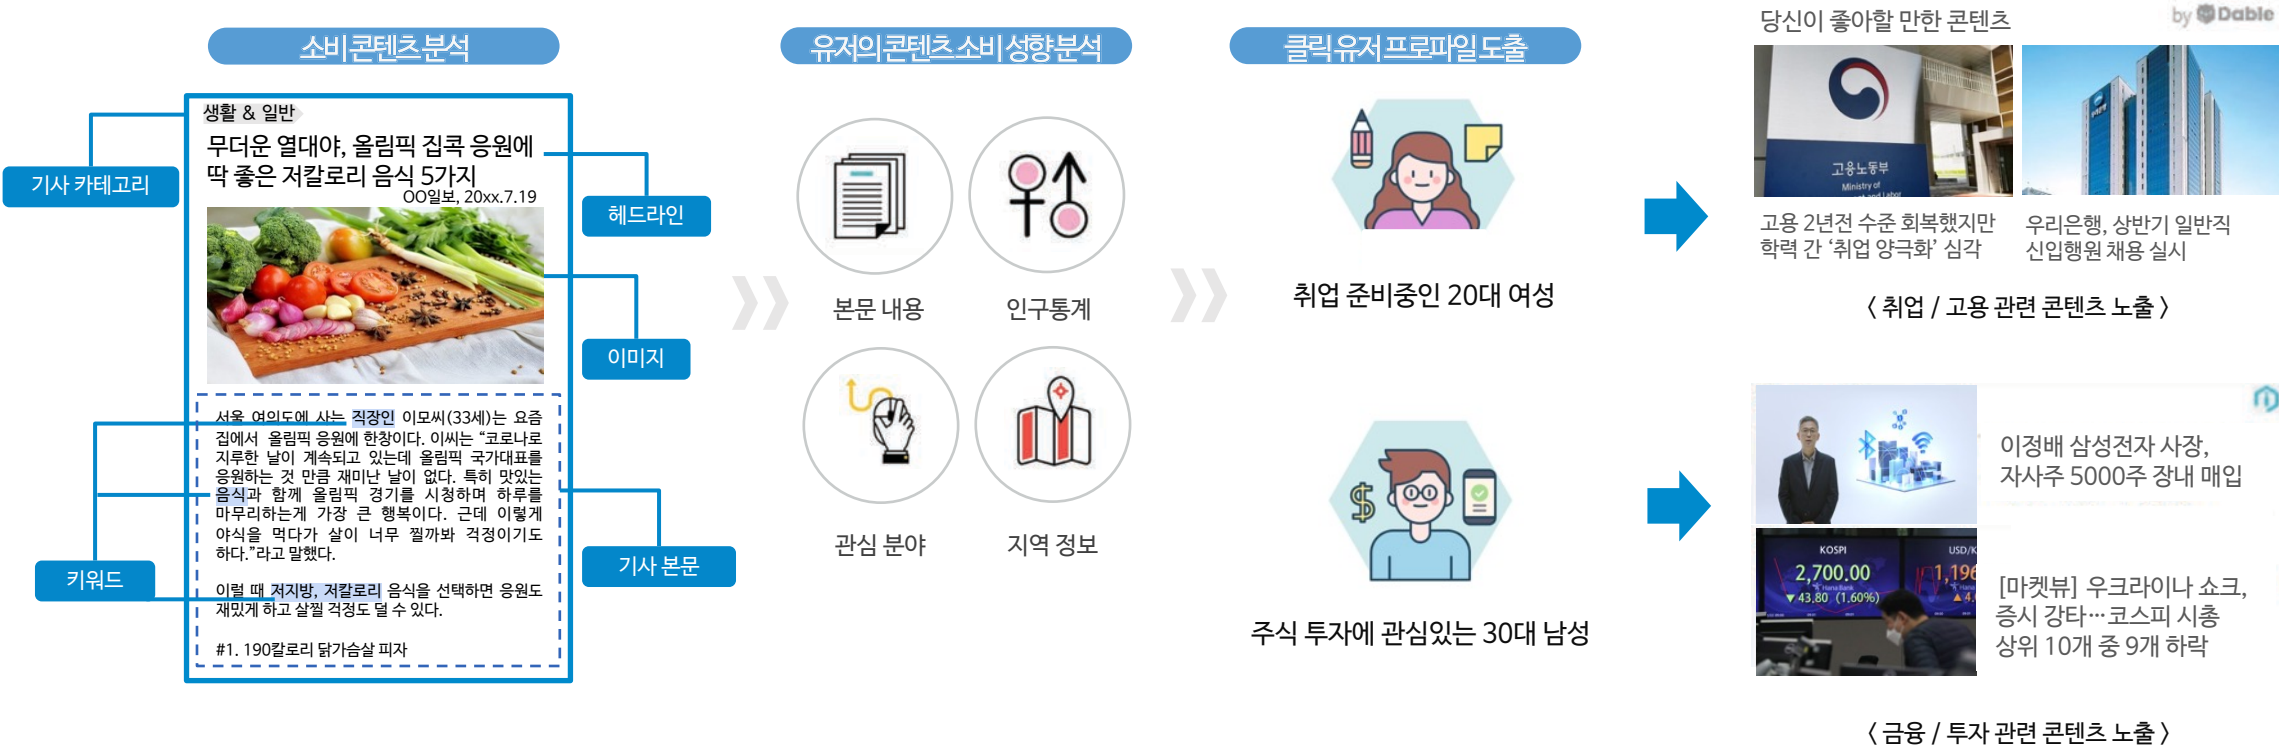 소비 콘텐츠 분석
기사 카테고리
생활 & 일반
무더운 열대야, 올림픽 집콕 응원에
딱 좋은 저칼로리 음식 5가지
OO일보, 20xx.7.19
헤드라인
이미지
서울 여의도에 사는 직장인 이모씨(33세)는 요즘
집에서 올림픽 응원에 한창이다. 이씨는 “코로나로
지루한 날이 계속되고 있는데 올림픽 국가대표를
응원하는 것 만큼 재미난 날이 없다. 특히 맛있는
음식과 함께 올림픽 경기를 시청하며 하루를
마무리하는게 가장 큰 행복이다. 근데 이렇게
야식을 먹다가 살이 너무 찔까봐 걱정이기도
하다.”라고 말했다.
이럴 때 저지방, 저칼로리 음식을 선택하면 응원도
재밌게 하고 살찔 걱정도 덜 수 있다.
#1. 190칼로리 닭가슴살 피자
키워드
기사 본문
유저의 콘텐츠 소비 성향 분석
본문 내용
인구통계
관심 분야
지역 정보
클릭 유저 프로파일 도출
취업 준비중인 20대 여성
주식 투자에 관심있는 30대 남성
당신이 좋아할 만한 콘텐츠
by Dable
고용노동부
Ministry of
고용 2년전 수준 회복했지만
학력 간 ‘취업 양극화’ 심각
우리은행, 상반기 일반직
신입행원 채용 실시
< 취업 / 고용 관련 콘텐츠 노출 >
이정배 삼성전자 사장,
자사주 5000주 장내 매입
KOSPI
2,700.00
▼43.80 (1.60%)
USD/K
1,196
[마켓뷰] 우크라이나 쇼크,
증시 강타…코스피 시총
상위 10개 중 9개 하락
< 금융 / 투자 관련 콘텐츠 노출 >